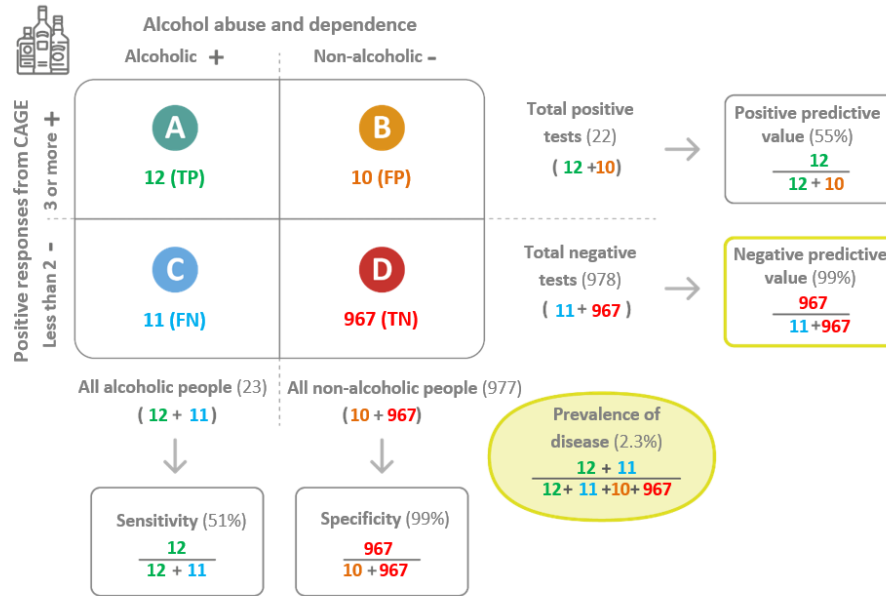 Alcohol abuse and dependence
Alcoholic +
Non-alcoholic -
Positive responses from CAGE
3 or more +
Less than 2 -
A
12 (TP)
B
10 (FP)
C
11 (FN)
D
967 (TN)
Total positive
tests (22)
( 12 +10)
Positive predictive
value (55%)
12
12 + 10
Total negative
tests (978)
( 11 + 967 )
Negative predictive
value (99%)
967
11+967
All alcoholic people (23)
( 12 + 11 )
All non-alcoholic people (977)
(10 +967)
Prevalence of
disease (2.3%)
12 + 11
12+ 11 +10+ 967
Sensitivity (51%)
12
12 + 11
Specificity (99%)
967
10 +967